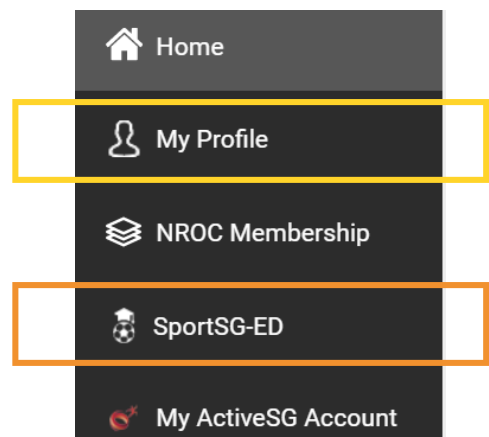 Home
My Profile
NROC Membership
SportSG-ED
My ActiveSG Account